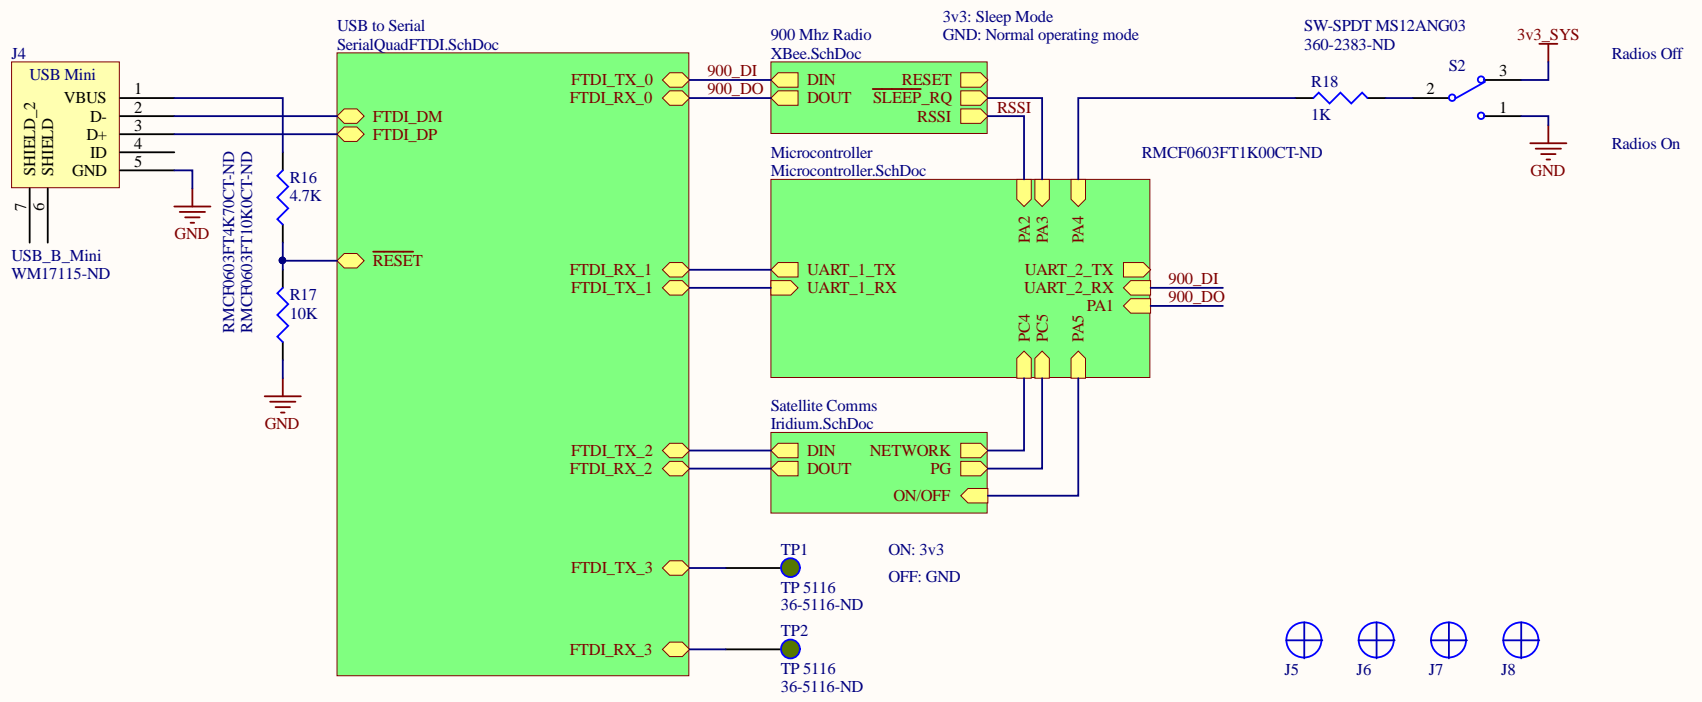 J4
USB Mini
VBUS
D-
D+
ID
GND
1
2
3
4
5
SHIELD_2
SHIELD
7
6
USB_B_Mini
WM17115-ND
GND
RMCF0603FT4K70CT-ND
RMCF0603FT10K0CT-ND
R16
4.7K
R17
10K
GND
USB to Serial
SerialQuadFTDI.SchDoc
FTDI_DM
FTDI_DP
RESET
FTDI_TX_0
FTDI_RX_0
FTDI_RX_1
FTDI_TX_1
FTDI_TX_2
FTDI_RX_2
FTDI_TX_3
FTDI_RX_3
900_DI
900_DO
900 Mhz Radio
XBee.SchDoc
DIN
DOUT
RESET
SLEEP_RQ
RSSI
RSSI
3v3: Sleep Mode
GND: Normal operating mode
Microcontroller
Microcontroller.SchDoc
PA2
PA3
PA4
UART_1_TX
UART_1_RX
UART_2_TX
UART_2_RX
PA1
PC4
PC5
PA5
900_DI
900_DO
Satellite Comms
Iridium.SchDoc
DIN
DOUT
NETWORK
PG
ON/OFF
TP1
TP 5116
36-5116-ND
TP2
TP 5116
36-5116-ND
ON: 3v3
OFF: GND
SW-SPDT MS12ANG03
360-2383-ND
R18
1K
RMCF0603FT1K00CT-ND
S2
2
3
1
3v3_SYS
GND
Radios Off
Radios On
J5
J6
J7
J8